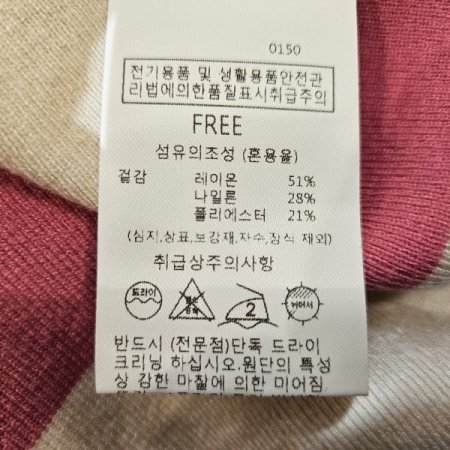 0150
전기용품 및 생활용품안전관
리법에의한품질표시취급주의
FREE
섬유의조성 (혼용율)
겉감 레이온 51%
나일론 28%
폴리에스터 21%
(심지,상표,보강재,자수,장식 제외)
취급상주의사항
드라이
2
뉘어서
반드시 (전문점)단독 드라이
크리닝 하십시오.원단의 특성
상 강한 마찰에 의한 미어짐